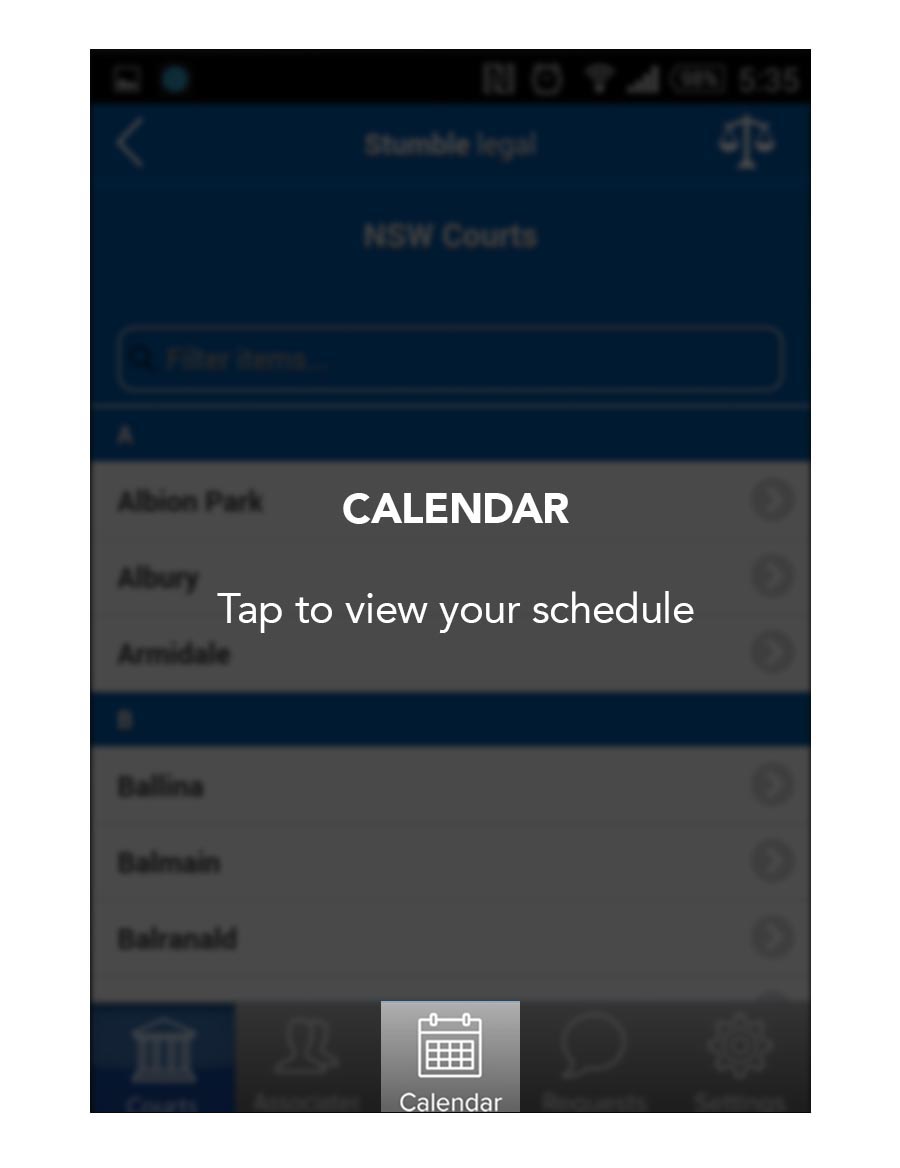 98% 5:35
Stumble legal
NSW Courts
Filter items...
A
Albion Park
CALENDAR
Albury
Tap to view your schedule
Armidale
B
Ballina
Balmain
Balranald
Courts Associates Calendar Requests Settings